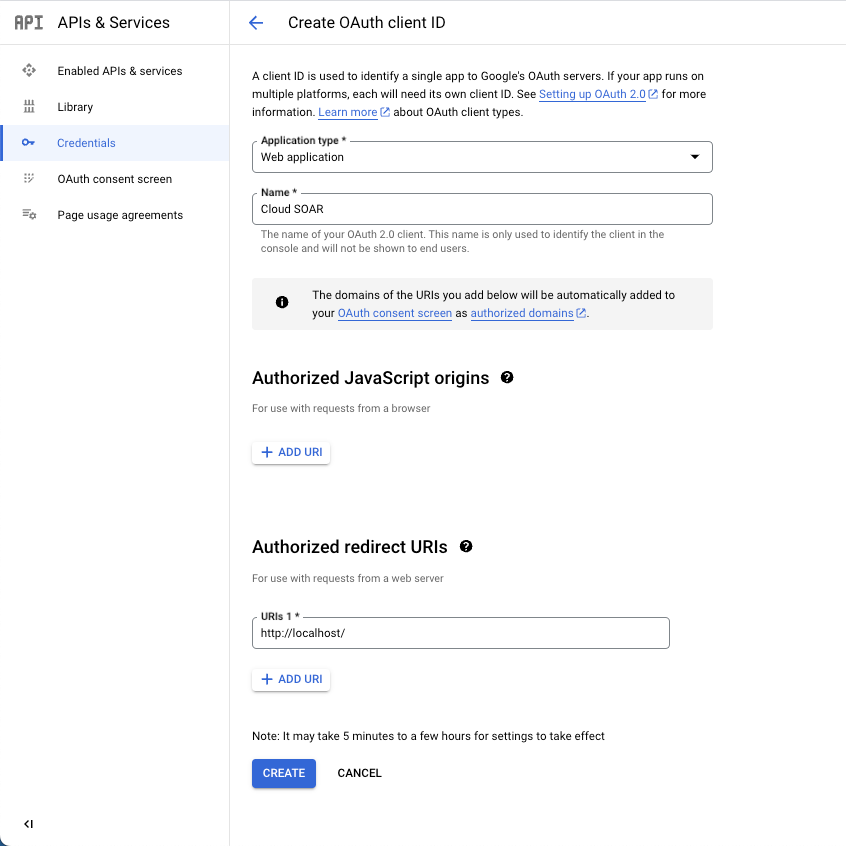 API APIs & Services
Enabled APIs & services
Library
Credentials
OAuth consent screen
Page usage agreements
Create OAuth client ID
A client ID is used to identify a single app to Google's OAuth servers. If your app runs on
multiple platforms, each will need its own client ID. See Setting up OAuth 2.0 for more
information. Learn more about OAuth client types.
Application type *
Web application
Name *
Cloud SOAR
The name of your OAuth 2.0 client. This name is only used to identify the client in the
console and will not be shown to end users.
The domains of the URIs you add below will be automatically added to
your OAuth consent screen as authorized domains.
Authorized JavaScript origins
For use with requests from a browser
ADD URI
Authorized redirect URIs
For use with requests from a web server
URIs 1 *
http://localhost/
ADD URI
Note: It may take 5 minutes to a few hours for settings to take effect
CREATE CANCEL